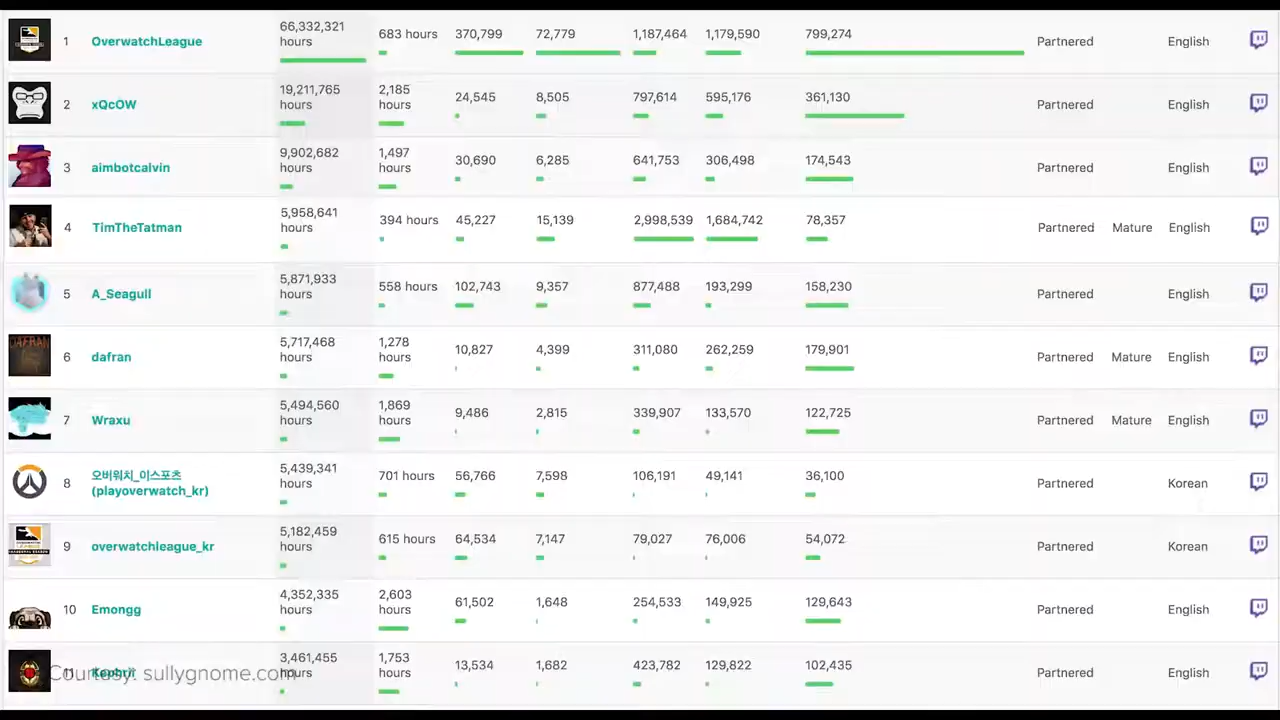 1 OverwatchLeague 66,332,321 hours 683 hours 370,799 72,779 1,187,464 1,179,590 799,274 Partnered English
2 xQcOW 19,211,765 hours 2,185 hours 24,545 8,505 797,614 595,176 361,130 Partnered English
3 aimbotcalvin 9,902,682 hours 1,497 hours 30,690 6,285 641,753 306,498 174,543 Partnered English
4 TimTheTatman 5,958,641 hours 394 hours 45,227 15,139 2,998,539 1,684,742 78,357 Partnered Mature English
5 A_Seagull 5,871,933 hours 558 hours 102,743 9,357 877,488 193,299 158,230 Partnered English
DAFRAN
6 dafran 5,717,468 hours 1,278 hours 10,827 4,399 311,080 262,259 179,901 Partnered Mature English
7 Wraxu 5,494,560 hours 1,869 hours 9,486 2,815 339,907 133,570 122,725 Partnered Mature English
8 오버워치_이스포츠 (playoverwatch_kr) 5,439,341 hours 701 hours 56,766 7,598 106,191 49,141 36,100 Partnered Korean
9 overwatchleague_kr 5,182,459 hours 615 hours 54,534 7,147 79,027 76,006 54,072 Partnered Korean
10 Emongg 4,352,335 hours 2,603 hours 61,502 1,648 254,533 149,925 129,643 Partnered English
11 3,461,455 hours 1,753 hours 13,534 1,682 423,782 129,822 102,435 Partnered English
Courtesy: sullygnome.com